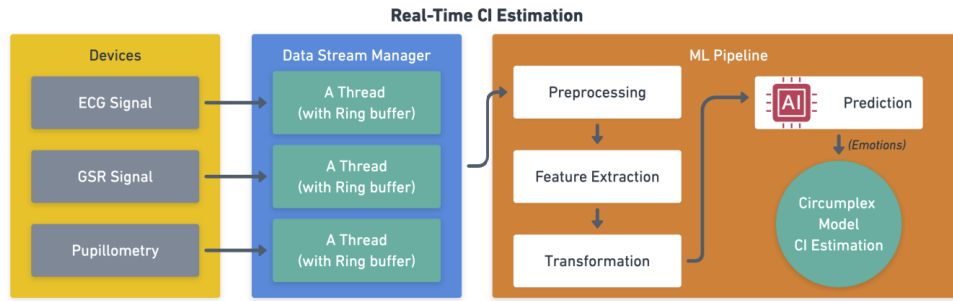 Real-Time CI Estimation
Devices
ECG Signal
GSR Signal
Pupillometry
Data Stream Manager
A Thread
(with Ring buffer)
A Thread
(with Ring buffer)
A Thread
(with Ring buffer)
ML Pipeline
Preprocessing
Feature Extraction
Transformation
AI
Prediction
(Emotions)
Circumplex
Model
CI Estimation